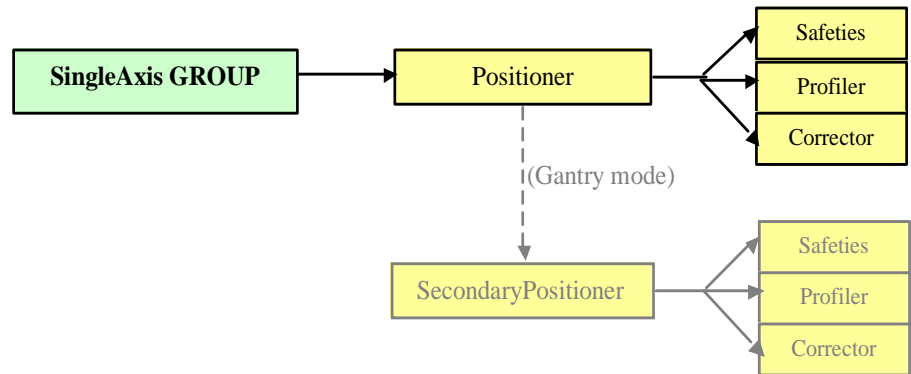 Safeties
SingleAxis GROUP
Positioner
Profiler
Corrector
(Gantry mode)
Safeties
SecondaryPositioner
Profiler
Corrector